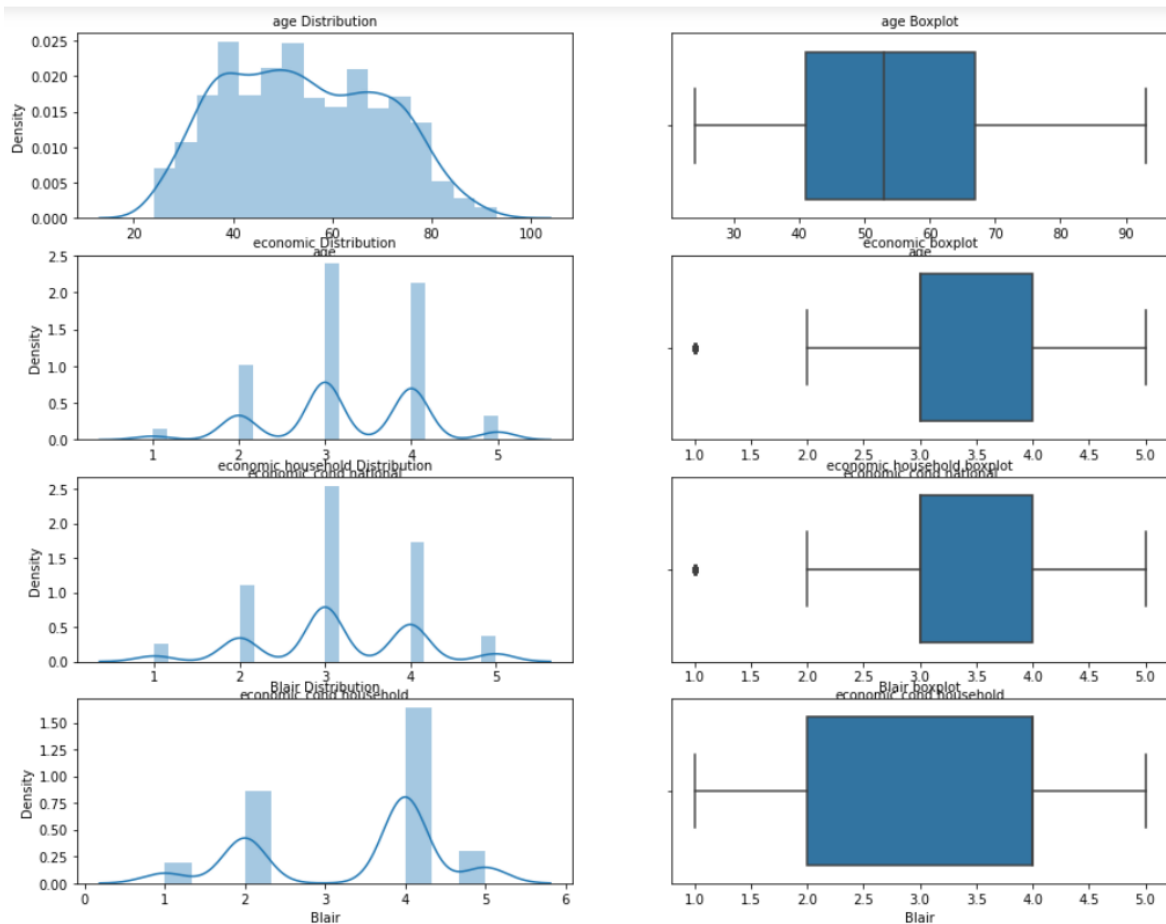 age Distribution
0.025
0.020
0.015
0.010
0.005
0.000
Density
20 40 60 80 100
age
age Boxplot
30 40 50 60 70 80 90
age
economic Distribution
2.5
2.0
1.5
1.0
0.5
0.0
Density
1 2 3 4 5
economic cond national
economic boxplot
1.0 1.5 2.0 2.5 3.0 3.5 4.0 4.5 5.0
economic cond national
economic household Distribution
2.5
2.0
1.5
1.0
0.5
0.0
Density
1 2 3 4 5
economic cond household
economic household boxplot
1.0 1.5 2.0 2.5 3.0 3.5 4.0 4.5 5.0
economic cond household
Blair Distribution
1.50
1.25
1.00
0.75
0.50
0.25
0.00
Density
0 1 2 3 4 5 6
Blair
Blair boxplot
1.0 1.5 2.0 2.5 3.0 3.5 4.0 4.5 5.0
Blair